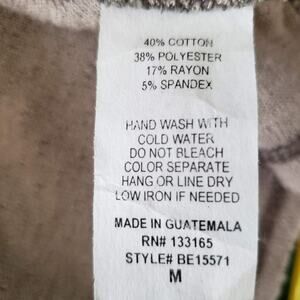 40% COTTON
38% POLYESTER
17% RAYON
5% SPANDEX
HAND WASH WITH
COLD WATER
DO NOT BLEACH
COLOR SEPARATE
HANG OR LINE DRY
LOW IRON IF NEEDED
MADE IN GUATEMALA
RN# 133165
STYLE# BE15571
M